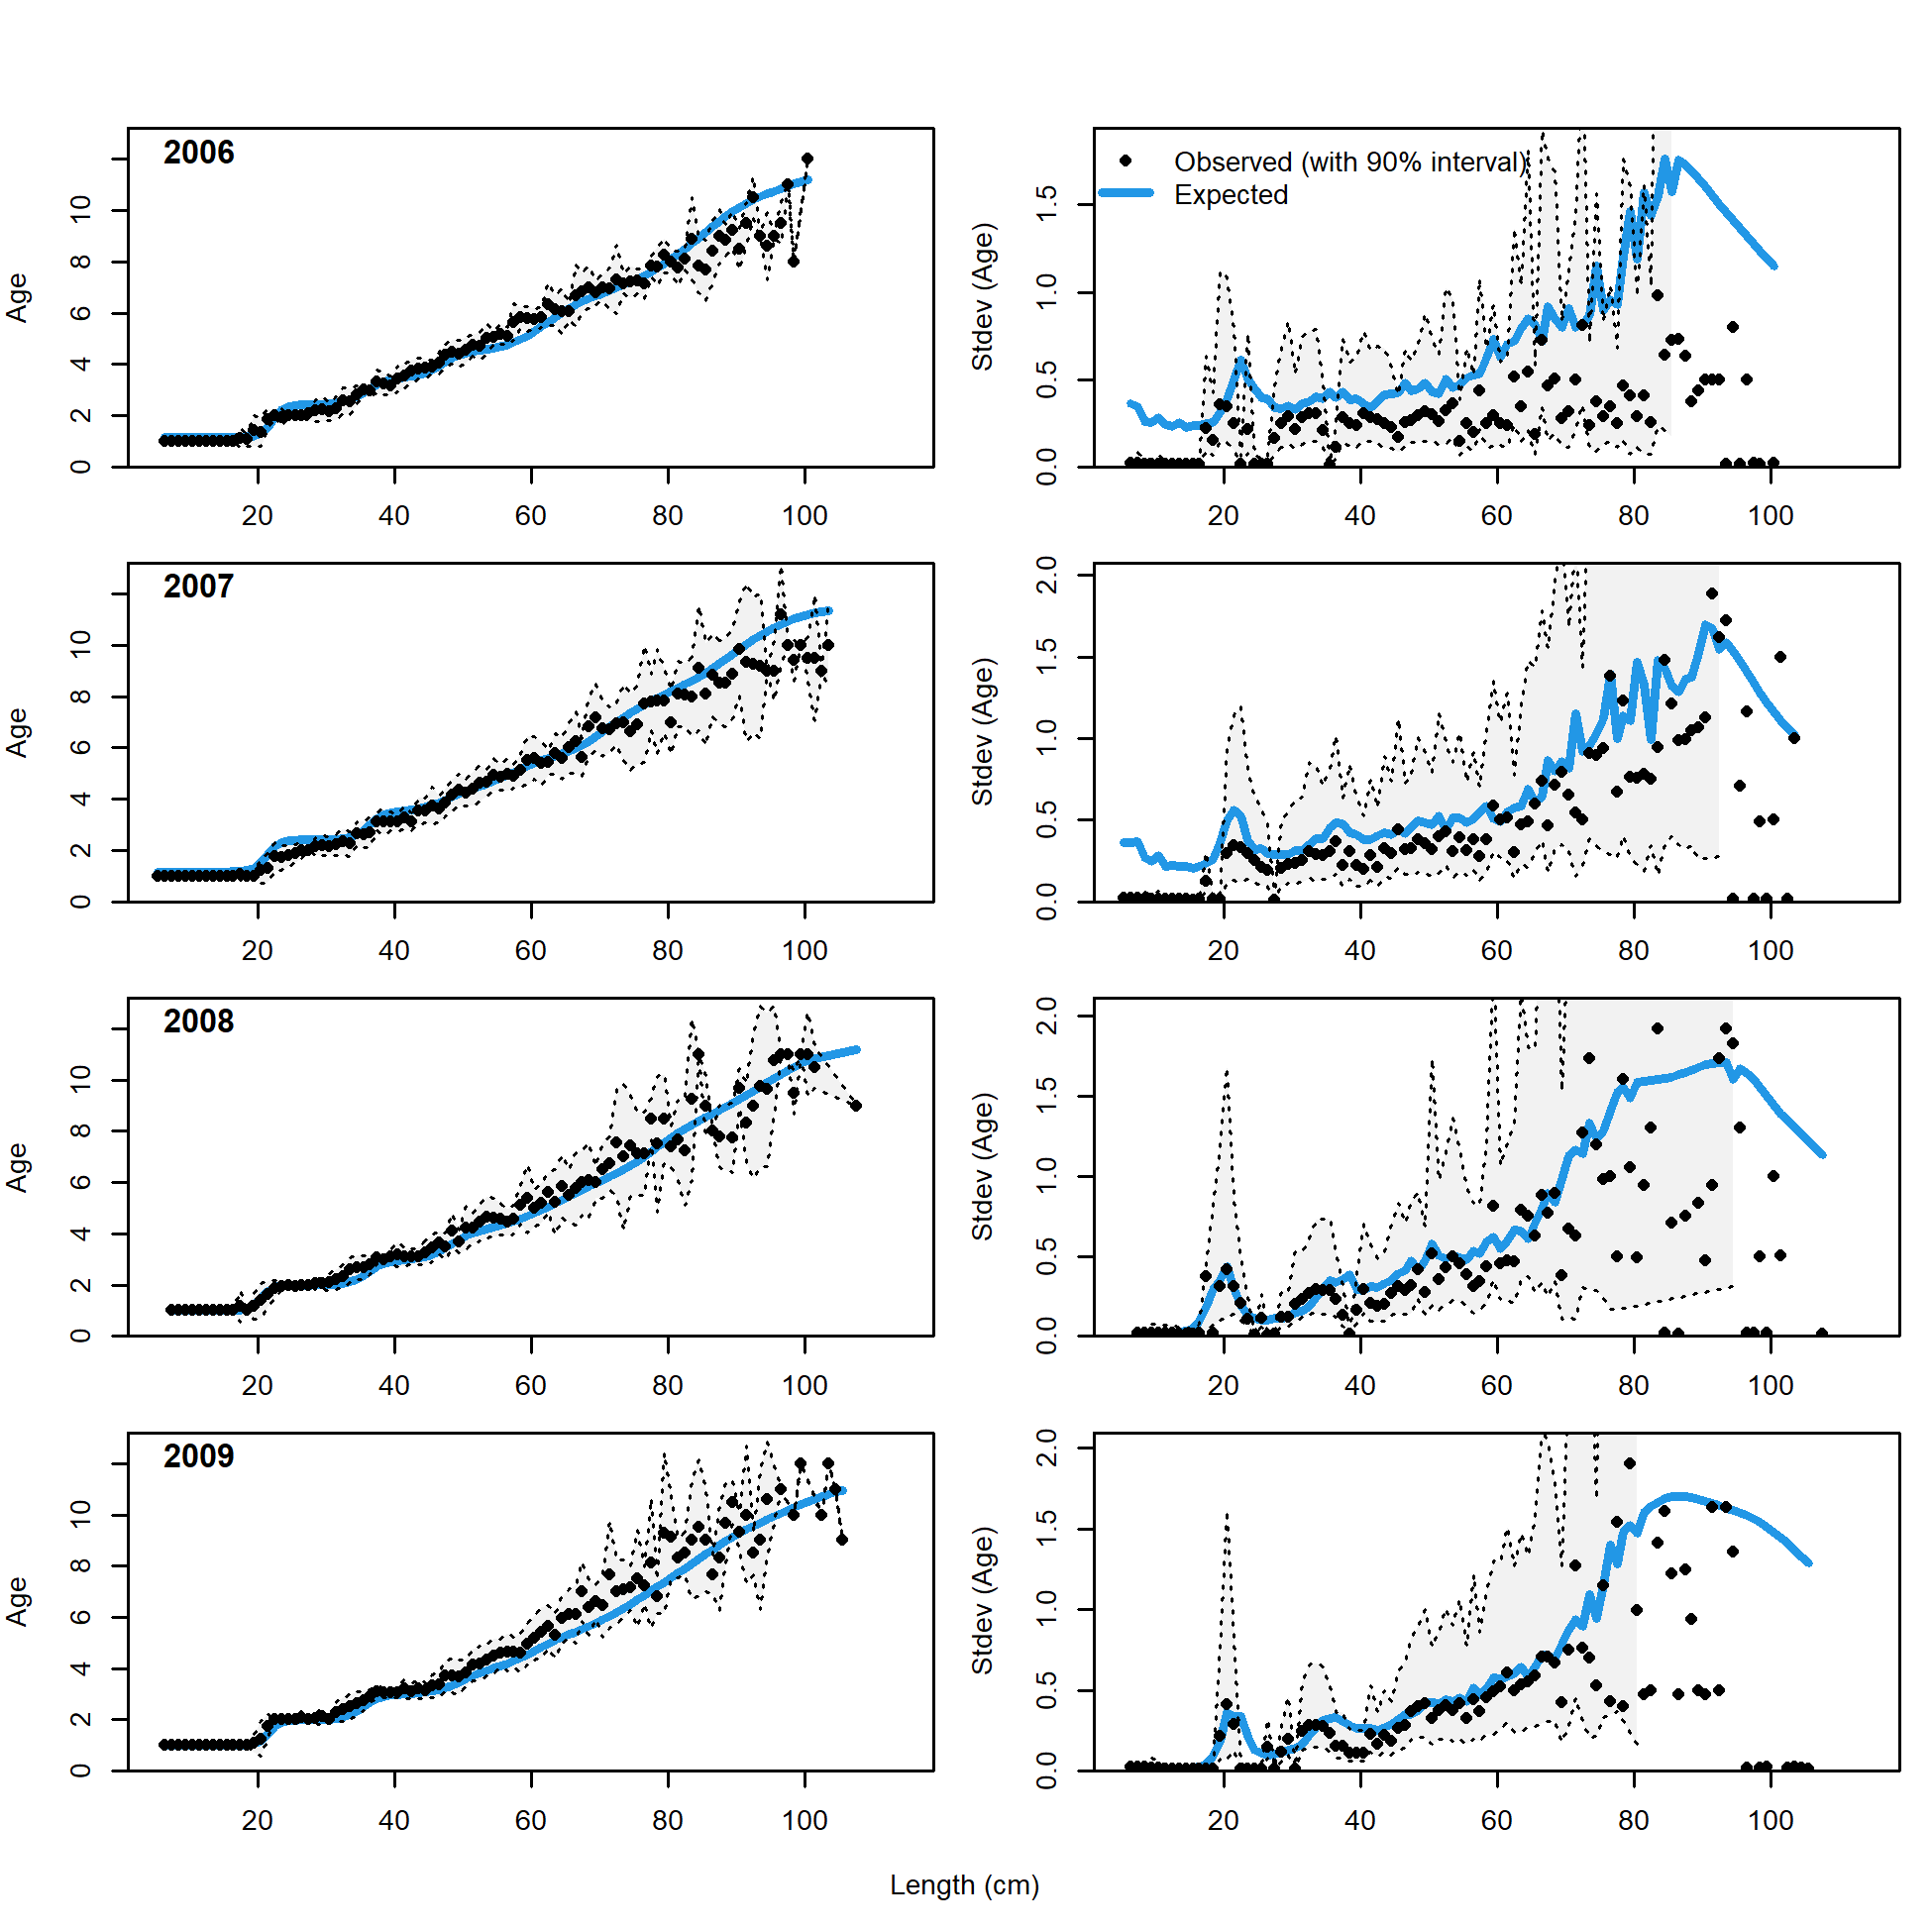 2006
Age
0 2 4 6 8 10
20 40 60 80 100
Observed (with 90% interval)
Expected
Stdev (Age)
0.0 0.5 1.0 1.5
20 40 60 80 100
2007
Age
0 2 4 6 8 10
20 40 60 80 100
Stdev (Age)
0.0 0.5 1.0 1.5 2.0
20 40 60 80 100
2008
Age
0 2 4 6 8 10
20 40 60 80 100
Stdev (Age)
0.0 0.5 1.0 1.5 2.0
20 40 60 80 100
2009
Age
0 2 4 6 8 10
20 40 60 80 100
Stdev (Age)
0.0 0.5 1.0 1.5 2.0
20 40 60 80 100
Length (cm)